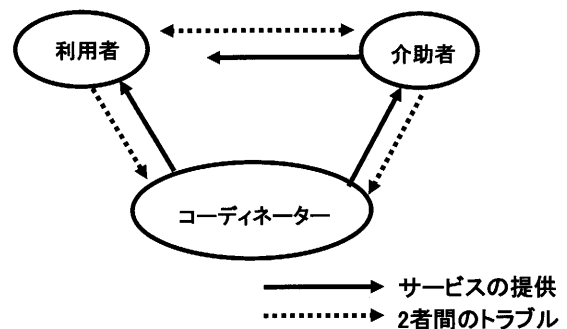 利用者
介助者
コーディネーター
サービスの提供
2者間のトラブル